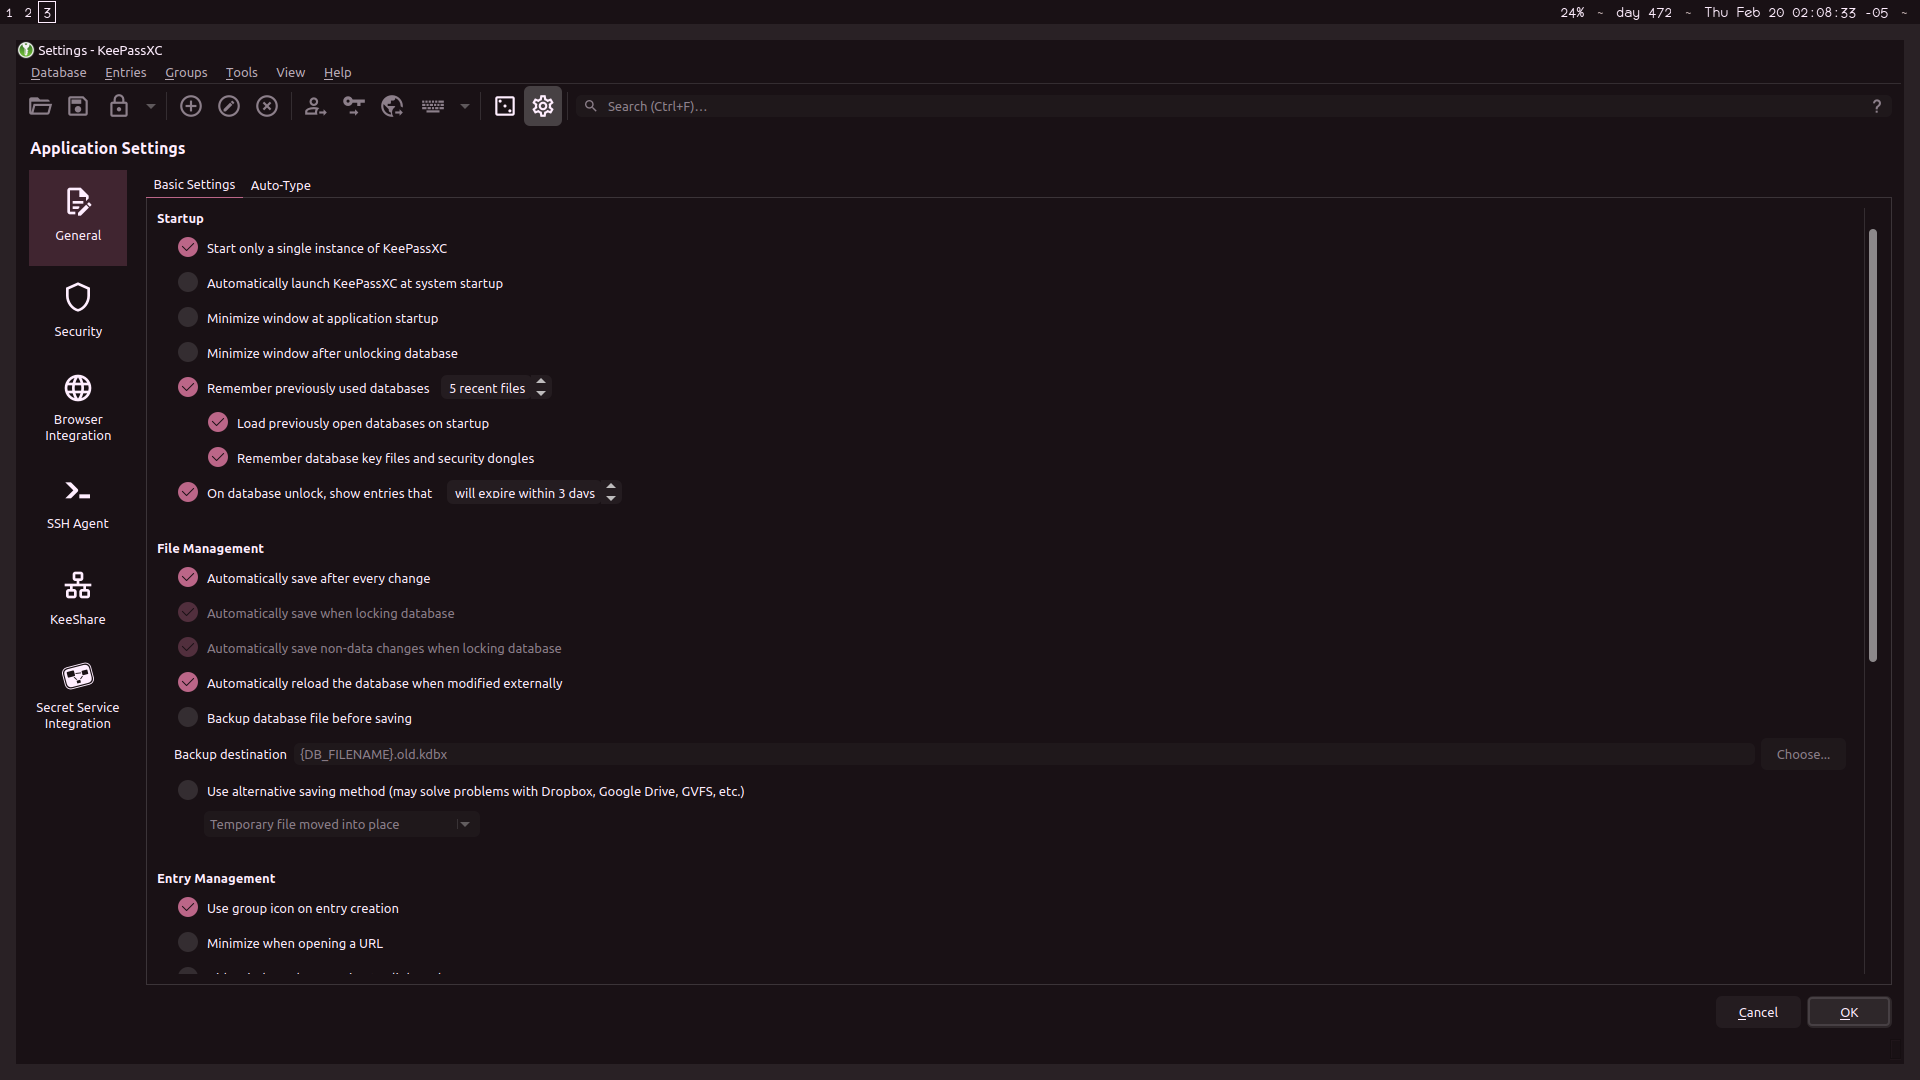 1 2 3
24% ~ day 472 ~ Thu Feb 20 02:08:33 -05 ~
Settings - KeePassXC
Database Entries Groups Tools View Help
Search (Ctrl+F)... ?
Application Settings
General
Security
Browser
Integration
SSH Agent
KeeShare
Secret Service
Integration
Basic Settings Auto-Type
Startup
Start only a single instance of KeePassXC
Automatically launch KeePassXC at system startup
Minimize window at application startup
Minimize window after unlocking database
Remember previously used databases 5 recent files
Load previously open databases on startup
Remember database key files and security dongles
On database unlock, show entries that will expire within 3 days
File Management
Automatically save after every change
Automatically save when locking database
Automatically save non-data changes when locking database
Automatically reload the database when modified externally
Backup database file before saving
Backup destination {DB_FILENAME}.old.kdbx Choose...
Use alternative saving method (may solve problems with Dropbox, Google Drive, GVFS, etc.)
Temporary file moved into place
Entry Management
Use group icon on entry creation
Minimize when opening a URL
Cancel OK